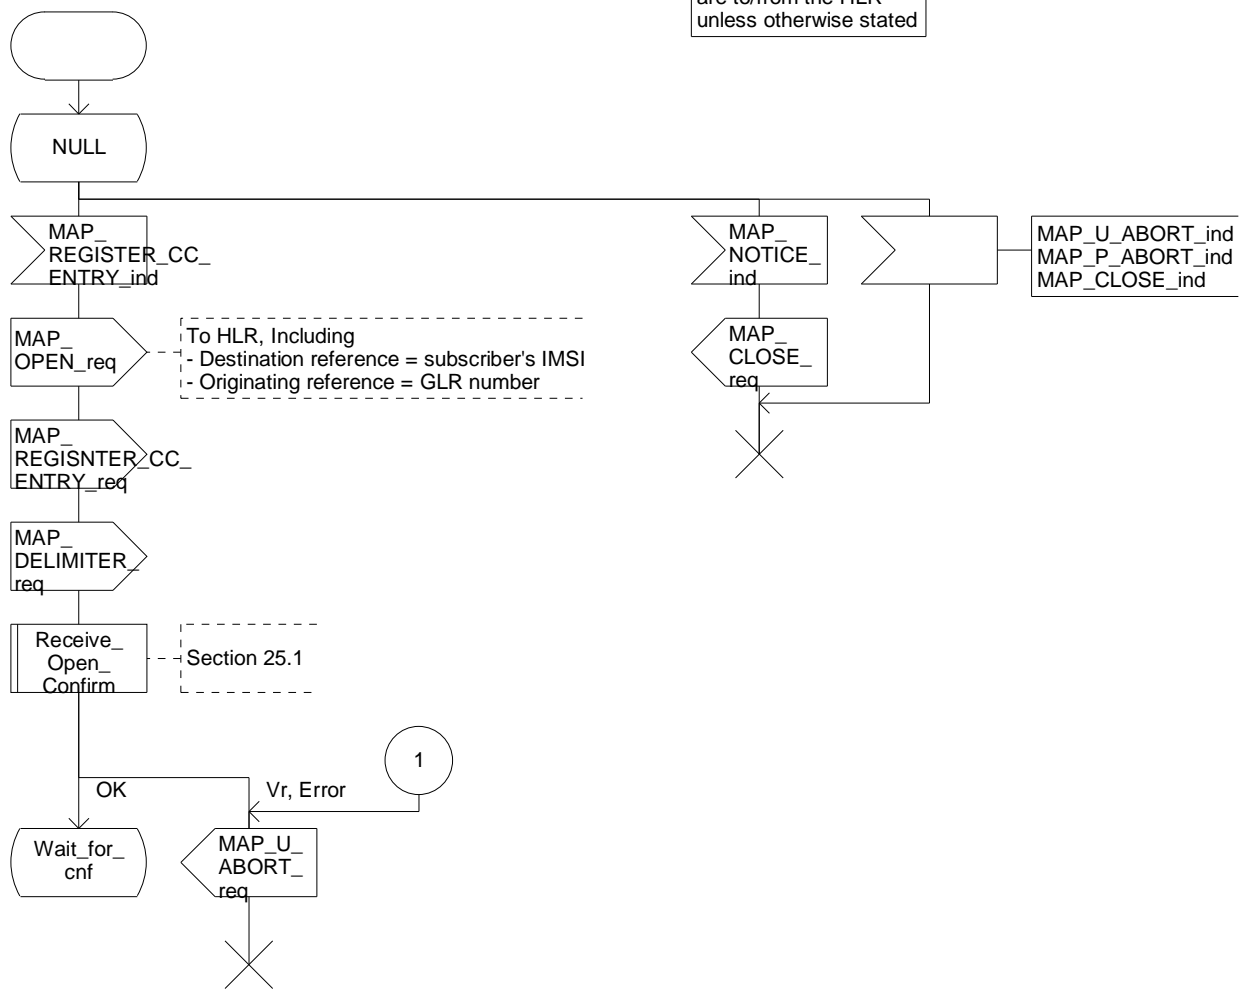 are to/from the HLR
unless otherwise stated
NULL
MAP_
REGISTER_CC_
ENTRY_ind
MAP_
NOTICE_
ind
MAP_U_ABORT_ind
MAP_P_ABORT_ind
MAP_CLOSE_ind
MAP_
OPEN_req
To HLR, Including
- Destination reference = subscriber's IMSI
- Originating reference = GLR number
MAP_
CLOSE_
req
MAP_
REGISNTER_CC_
ENTRY_req
MAP_
DELIMITER_
req
Receive_
Open_
Confirm
Section 25.1
1
OK
Vr, Error
Wait_for_
cnf
MAP_U_
ABORT_
req